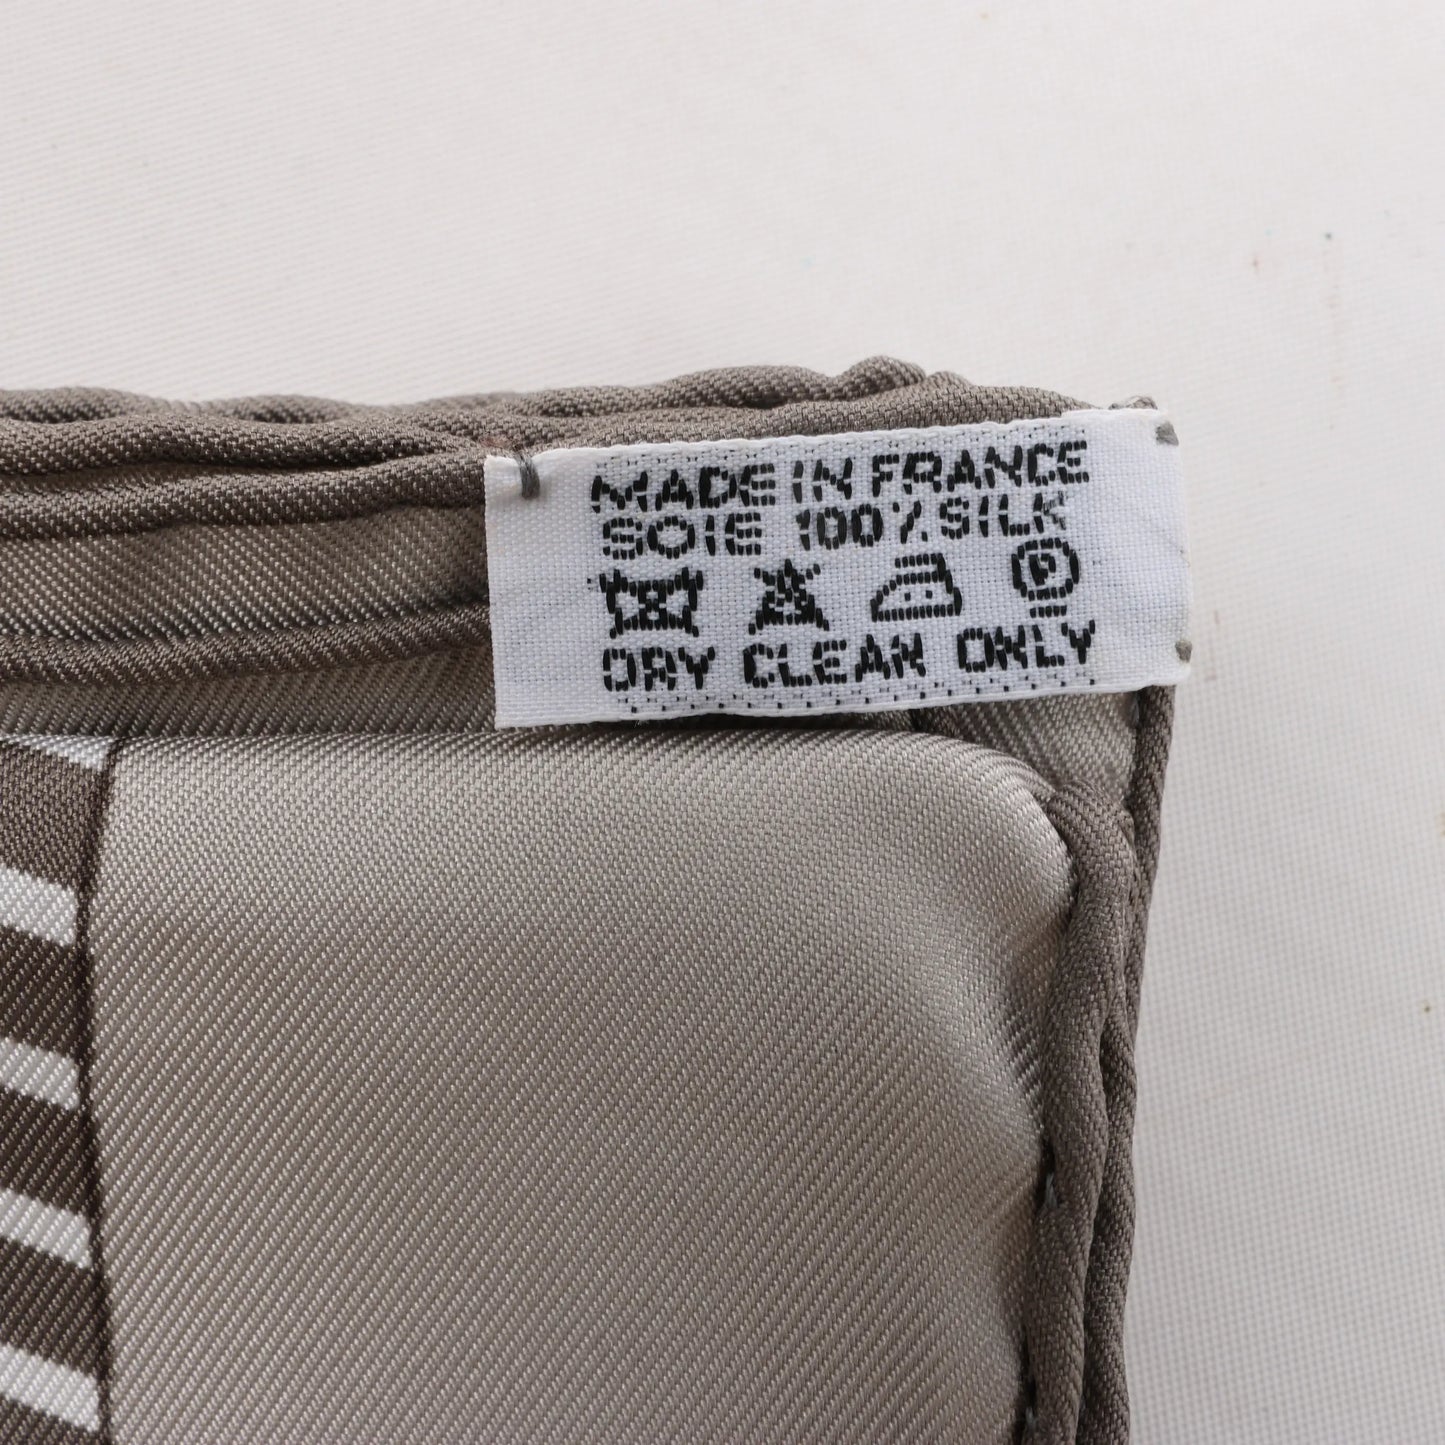 MADE IN FRANCE
SOIE 100% SILK
P
DRY CLEAN ONLY